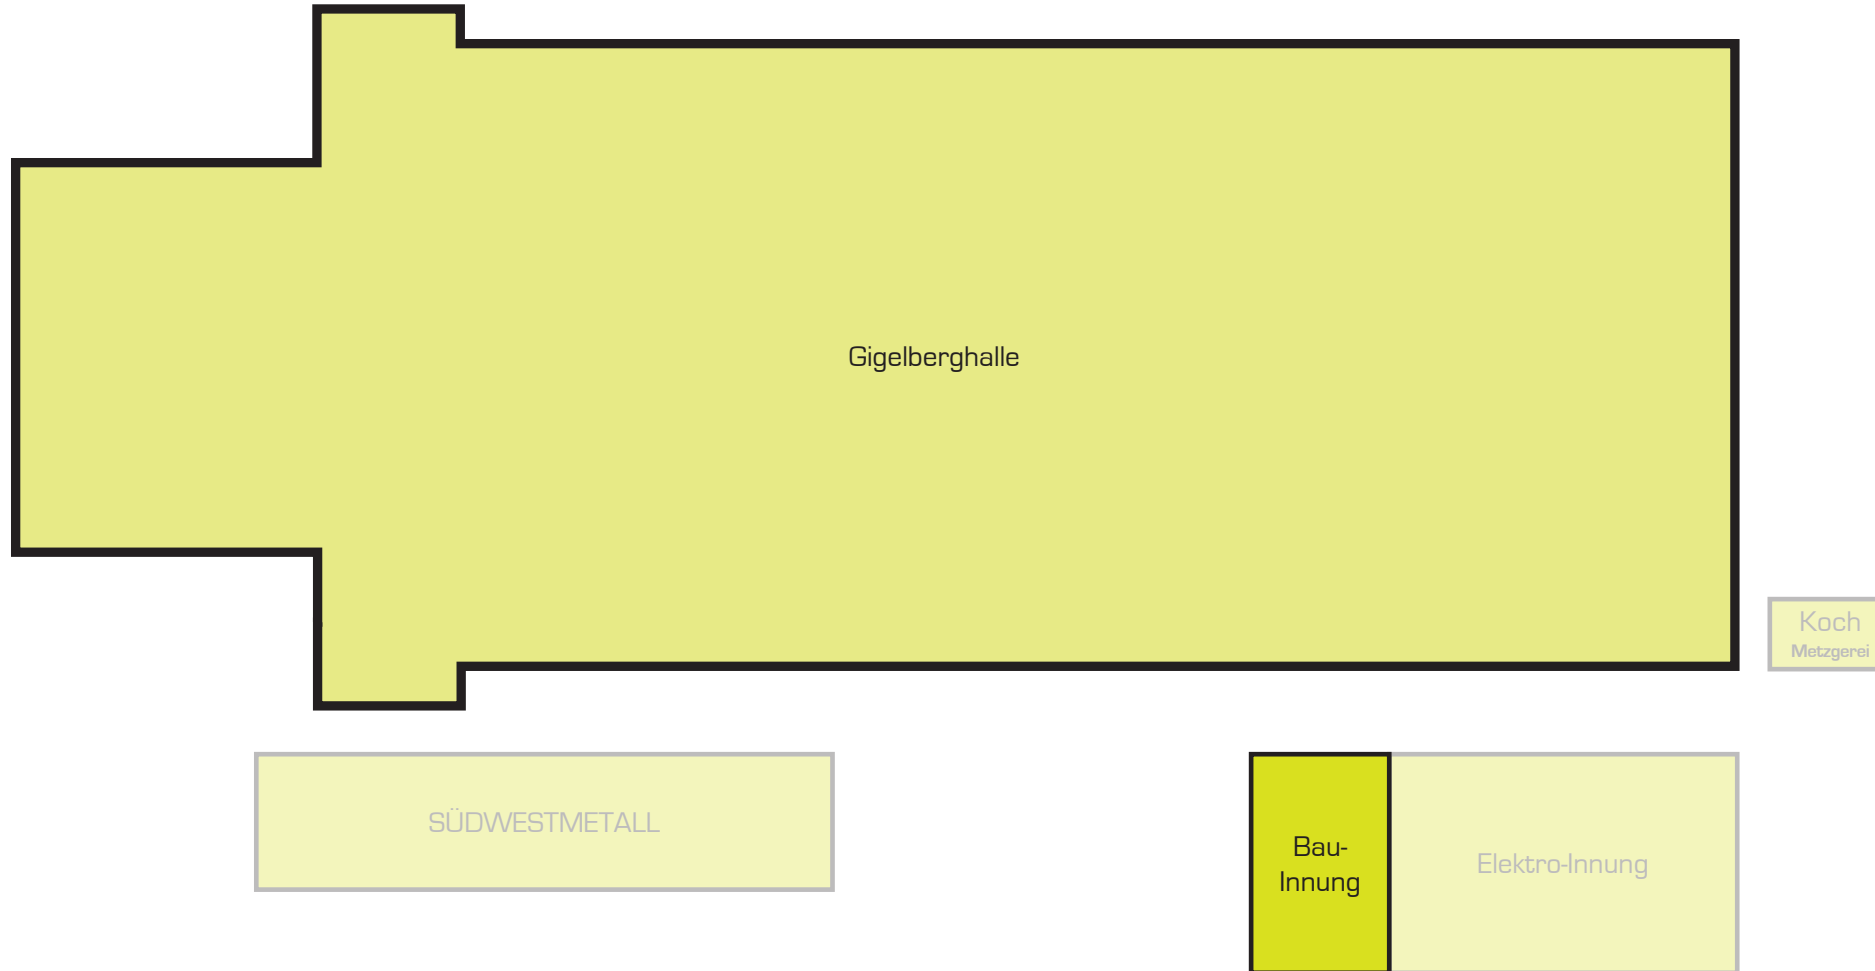 Gigelberghalle
Koch
Metzgerei
SÜDWESTMETALL
Bau-
Innung
Elektro-Innung